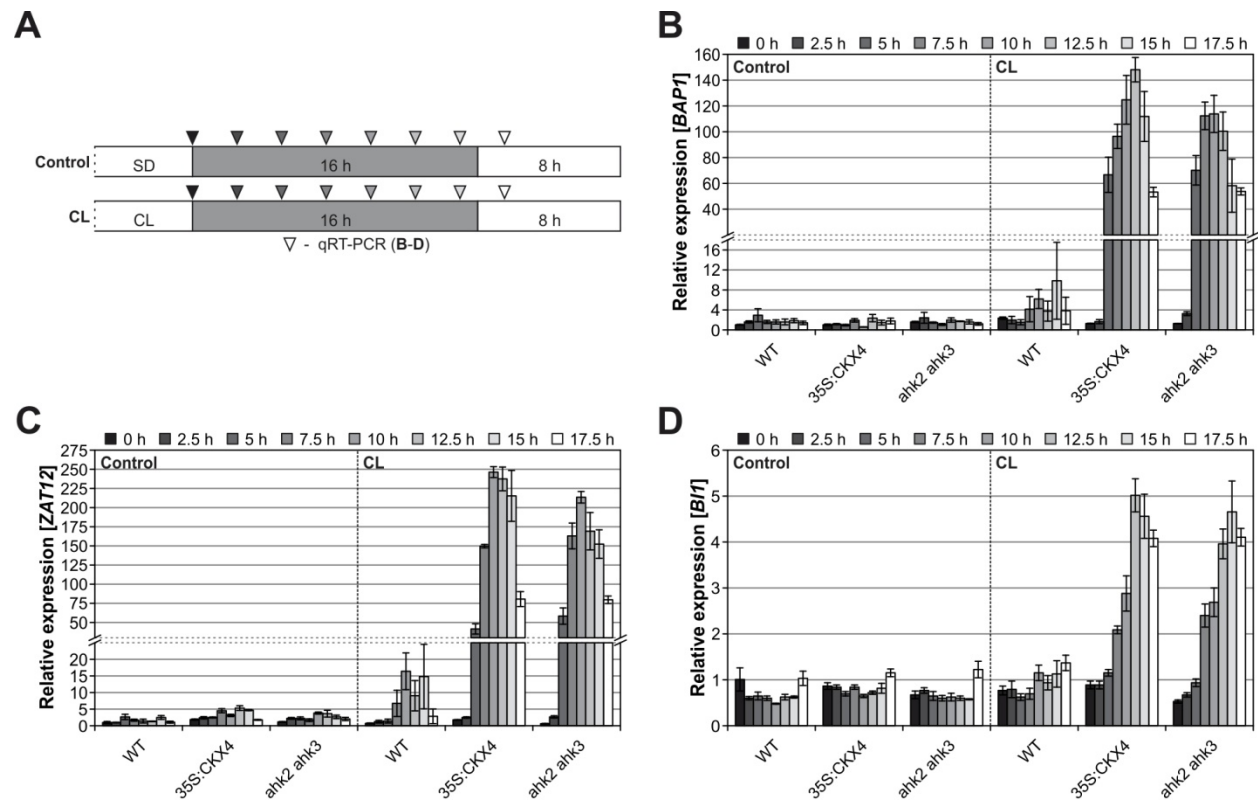 A
Control
SD
16 h
8 h
CL
CL
16 h
8 h
▽ - qRT-PCR (B-D)
B
0 h 2.5 h 5 h 7.5 h 10 h 12.5 h 15 h 17.5 h
Relative expression [BAP1]
160
140
120
100
80
60
40
16
12
8
4
0
Control
CL
WT
35S:CKX4
ahk2 ahk3
WT
35S:CKX4
ahk2 ahk3
C
0 h 2.5 h 5 h 7.5 h 10 h 12.5 h 15 h 17.5 h
Relative expression [ZAT12]
275
250
225
200
175
150
125
100
75
50
20
15
10
5
0
Control
CL
WT
35S:CKX4
ahk2 ahk3
WT
35S:CKX4
ahk2 ahk3
D
0 h 2.5 h 5 h 7.5 h 10 h 12.5 h 15 h 17.5 h
Relative expression [BI1]
6
5
4
3
2
1
0
Control
CL
WT
35S:CKX4
ahk2 ahk3
WT
35S:CKX4
ahk2 ahk3